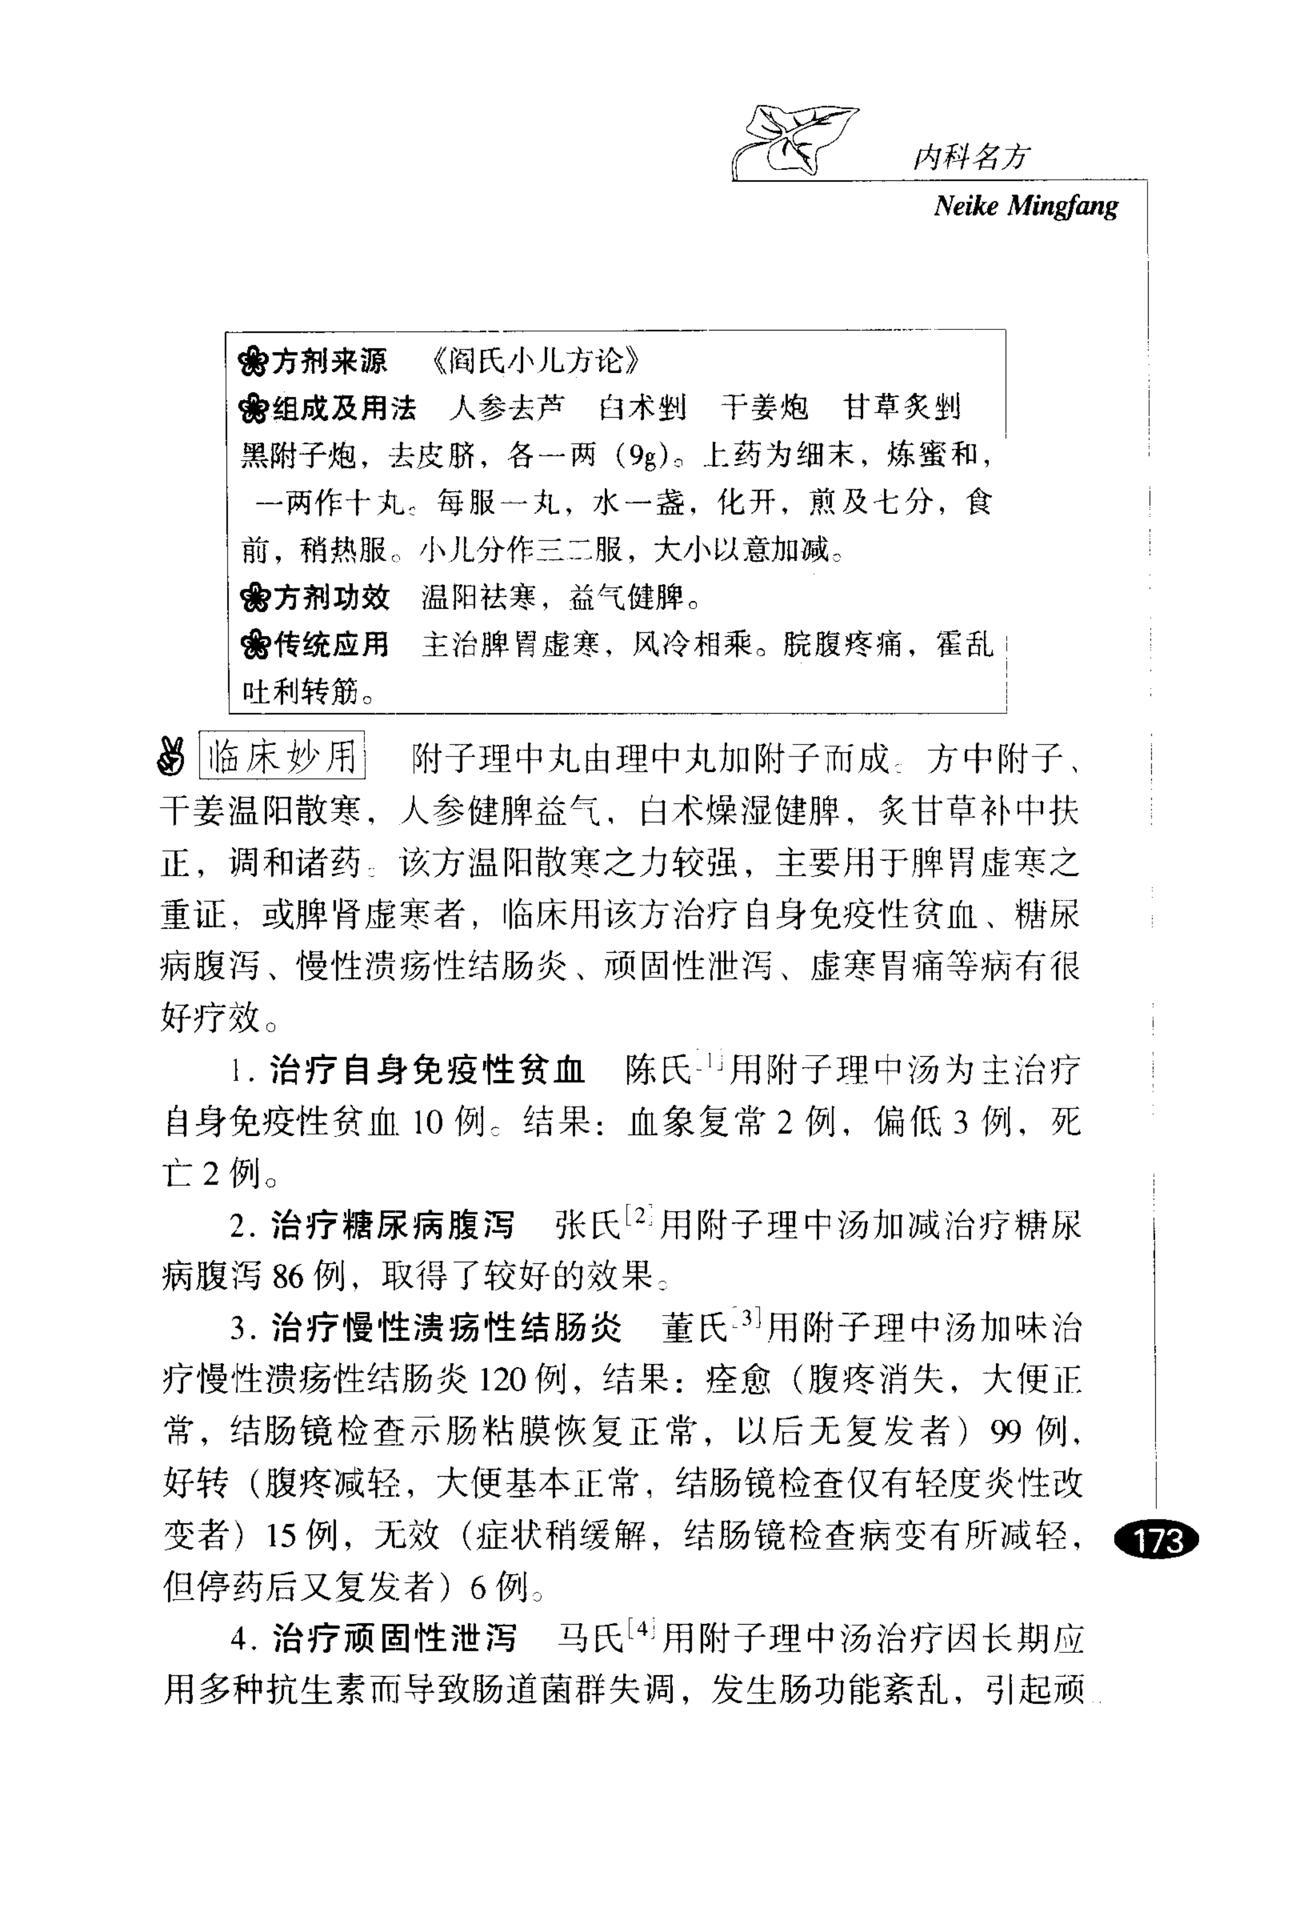 内科名方
Neike Mingfang
方剂来源 《阎氏小儿方论》
组成及用法 人参去芦 白术剉 干姜炮 甘草炙剉
黑附子炮，去皮脐，各一两（9g）。上药为细末，炼蜜和，
一两作十丸。每服一丸，水一盏，化开，煎及七分，食
前，稍热服。小儿分作三二服，大小以意加减。
方剂功效 温阳祛寒，益气健脾。
传统应用 主治脾胃虚寒，风冷相乘。脘腹疼痛，霍乱
吐利转筋。
临床妙用 附子理中丸由理中丸加附子而成。方中附子、
干姜温阳散寒，人参健脾益气，白术燥湿健脾，炙甘草补中扶
正，调和诸药。该方温阳散寒之力较强，主要用于脾胃虚寒之
重证，或脾肾虚寒者，临床用该方治疗自身免疫性贫血、糖尿
病腹泻、慢性溃疡性结肠炎、顽固性泄泻、虚寒胃痛等病有很
好疗效。
1. 治疗自身免疫性贫血 陈氏[1]用附子理中汤为主治疗
自身免疫性贫血 10 例。结果：血象复常 2 例，偏低 3 例，死
亡 2 例。
2. 治疗糖尿病腹泻 张氏[2]用附子理中汤加减治疗糖尿
病腹泻 86 例，取得了较好的效果。
3. 治疗慢性溃疡性结肠炎 董氏[3]用附子理中汤加味治
疗慢性溃疡性结肠炎 120 例，结果：痊愈（腹疼消失，大便正
常，结肠镜检查示肠粘膜恢复正常，以后无复发者）99 例，
好转（腹疼减轻，大便基本正常，结肠镜检查仅有轻度炎性改
变者）15 例，无效（症状稍缓解，结肠镜检查病变有所减轻，
但停药后又复发者）6 例。
173
4. 治疗顽固性泄泻 马氏[4]用附子理中汤治疗因长期应
用多种抗生素而导致肠道菌群失调，发生肠功能紊乱，引起顽